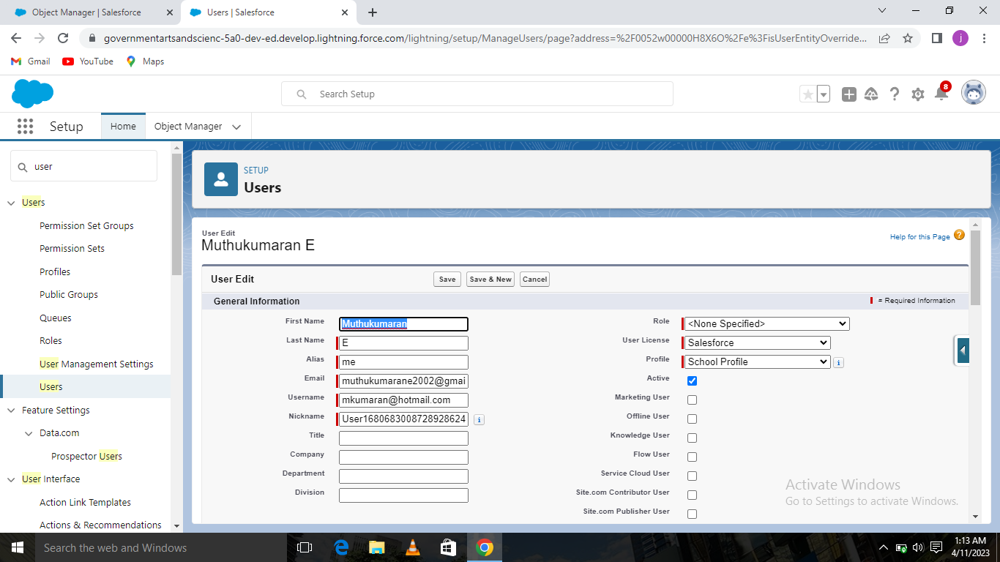 Object Manager | Salesforce
Users | Salesforce
governmentartsandscienc-5a0-dev-ed.develop.lightning.force.com/lightning/setup/ManageUsers/page?address=%2F0052w00000H8X6O%2Fe%3FisUserEntityOverride...
j
Gmail YouTube Maps
Search Setup
8
Setup Home Object Manager
user
Users
Permission Set Groups
Permission Sets
Profiles
Public Groups
Queues
Roles
User Management Settings
Users
Feature Settings
Data.com
Prospector Users
User Interface
Action Link Templates
Actions & Recommendations
SETUP
Users
User Edit
Muthukumaran E
Help for this Page ?
User Edit Save Save & New Cancel
General Information = Required Information
First Name Muthukumaran
Last Name E
Alias me
Email muthukumarane2002@gmai
Username mkumaran@hotmail.com
Nickname User1680683008728928624 i
Title
Company
Department
Division
Role <None Specified>
User License Salesforce
Profile School Profile i
Active
Marketing User
Offline User
Knowledge User
Flow User
Service Cloud User
Site.com Contributor User
Site.com Publisher User
Activate Windows
Go to Settings to activate Windows.
Search the web and Windows
1:13 AM
4/11/2023